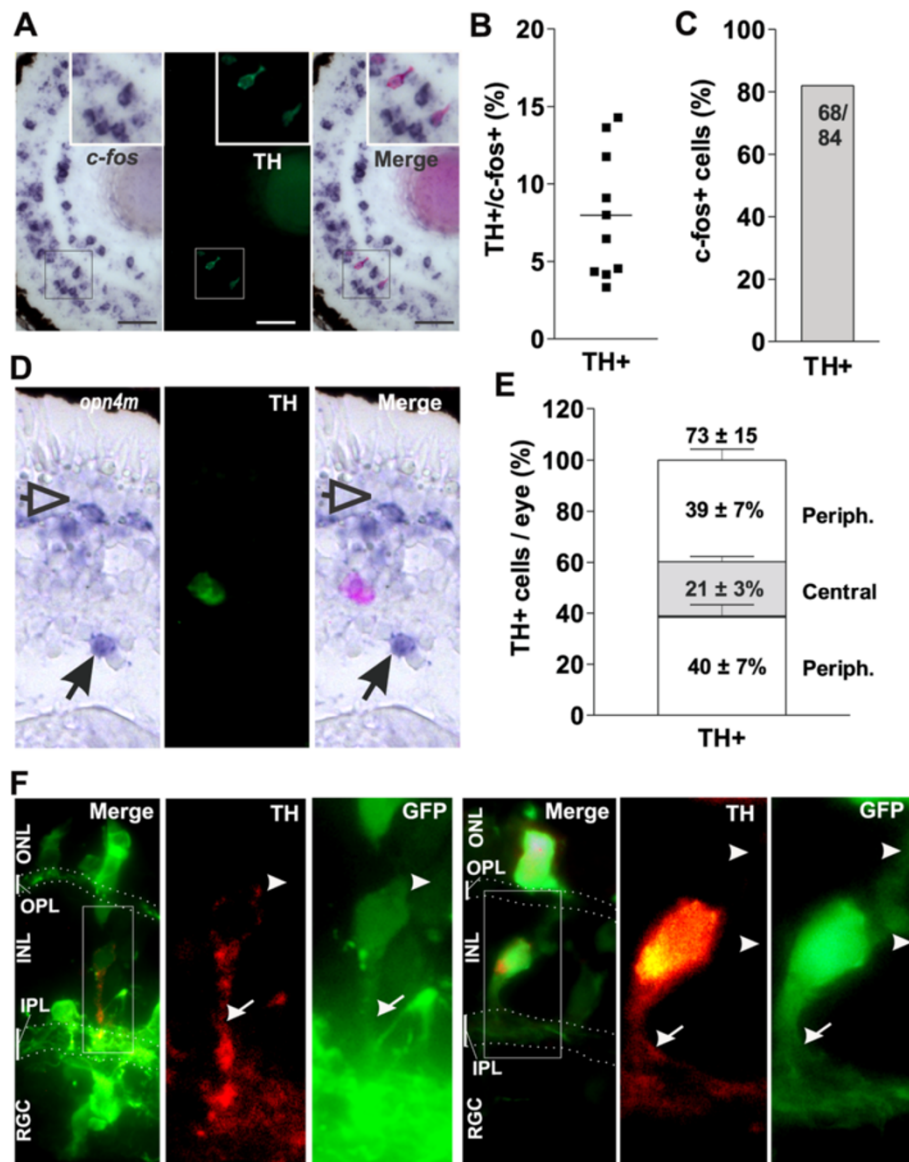 A
c-fos
TH
Merge
B
TH+/c-fos+ (%)
20
15
10
5
0
TH+
C
c-fos+ cells (%)
100
80
60
40
20
0
68/
84
TH+
D
opn4m
TH
Merge
E
TH+ cells / eye (%)
120
100
80
60
40
20
0
73 ± 15
39 ± 7%
21 ± 3%
40 ± 7%
Periph.
Central
Periph.
TH+
F
Merge
TH
GFP
ONL
OPL
INL
IPL
RGC
Merge
TH
GFP
ONL
OPL
INL
IPL
RGC